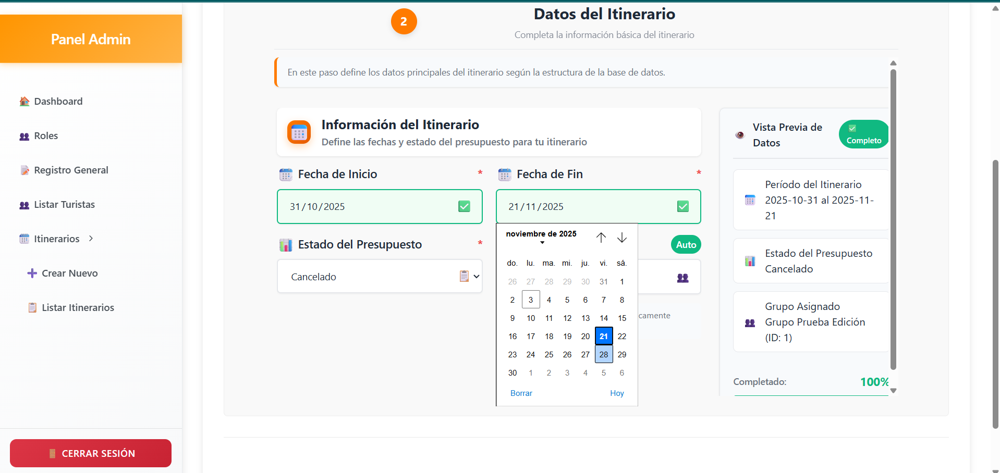 Panel Admin
Dashboard
Roles
Registro General
Listar Turistas
Itinerarios
Crear Nuevo
Listar Itinerarios
CERRAR SESIÓN
2
Datos del Itinerario
Completa la información básica del itinerario
En este paso define los datos principales del itinerario según la estructura de la base de datos.
Información del Itinerario
Define las fechas y estado del presupuesto para tu itinerario
Fecha de Inicio *
31/10/2025
Fecha de Fin *
21/11/2025
Estado del Presupuesto *
Cancelado
Auto
camente
noviembre de 2025
do. lu. ma. mi. ju. vi. sá.
26 27 28 29 30 31 1
2 3 4 5 6 7 8
9 10 11 12 13 14 15
16 17 18 19 20 21 22
23 24 25 26 27 28 29
30 1 2 3 4 5 6
Borrar Hoy
Vista Previa de
Datos
Completo
Período del Itinerario
2025-10-31 al 2025-11-
21
Estado del Presupuesto
Cancelado
Grupo Asignado
Grupo Prueba Edición
(ID: 1)
Completado: 100%